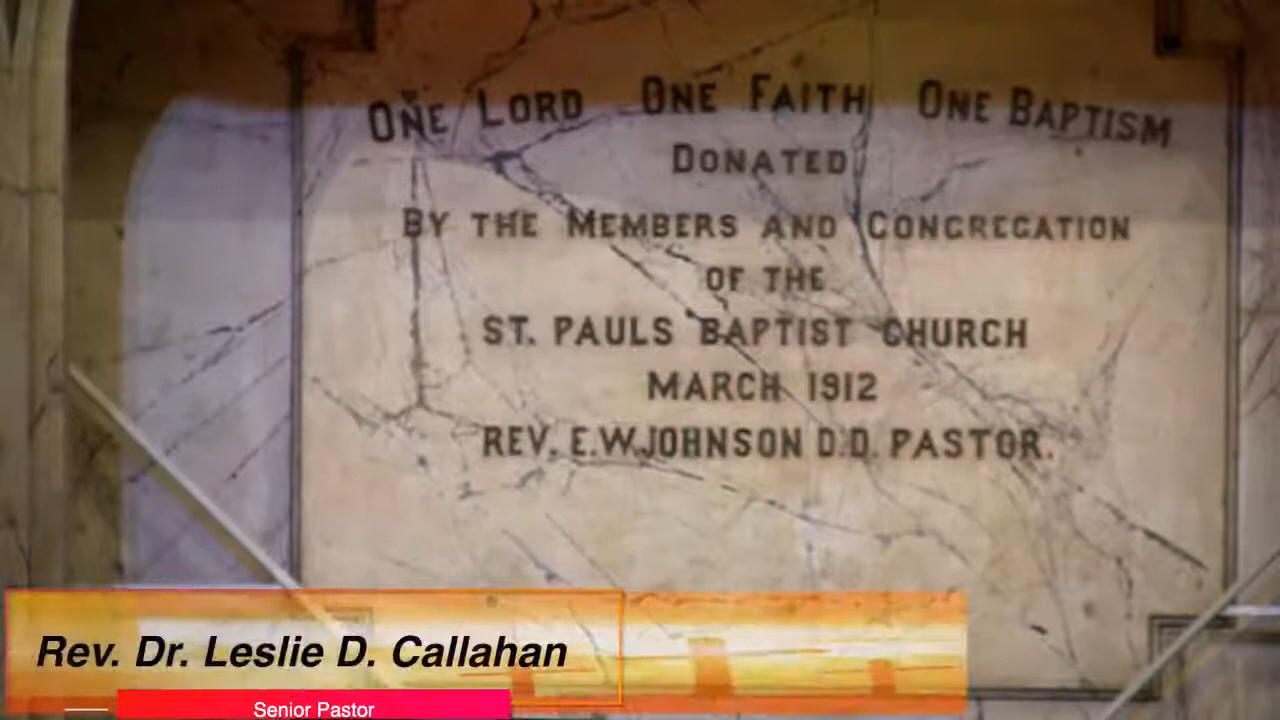 One Lord One Faith One Baptism
Donated
By the Members and Congregation
of the
ST. PAULS BAPTIST CHURCH
MARCH 1912
REV. E.W.JOHNSON D.D. PASTOR.
Rev. Dr. Leslie D. Callahan
Senior Pastor